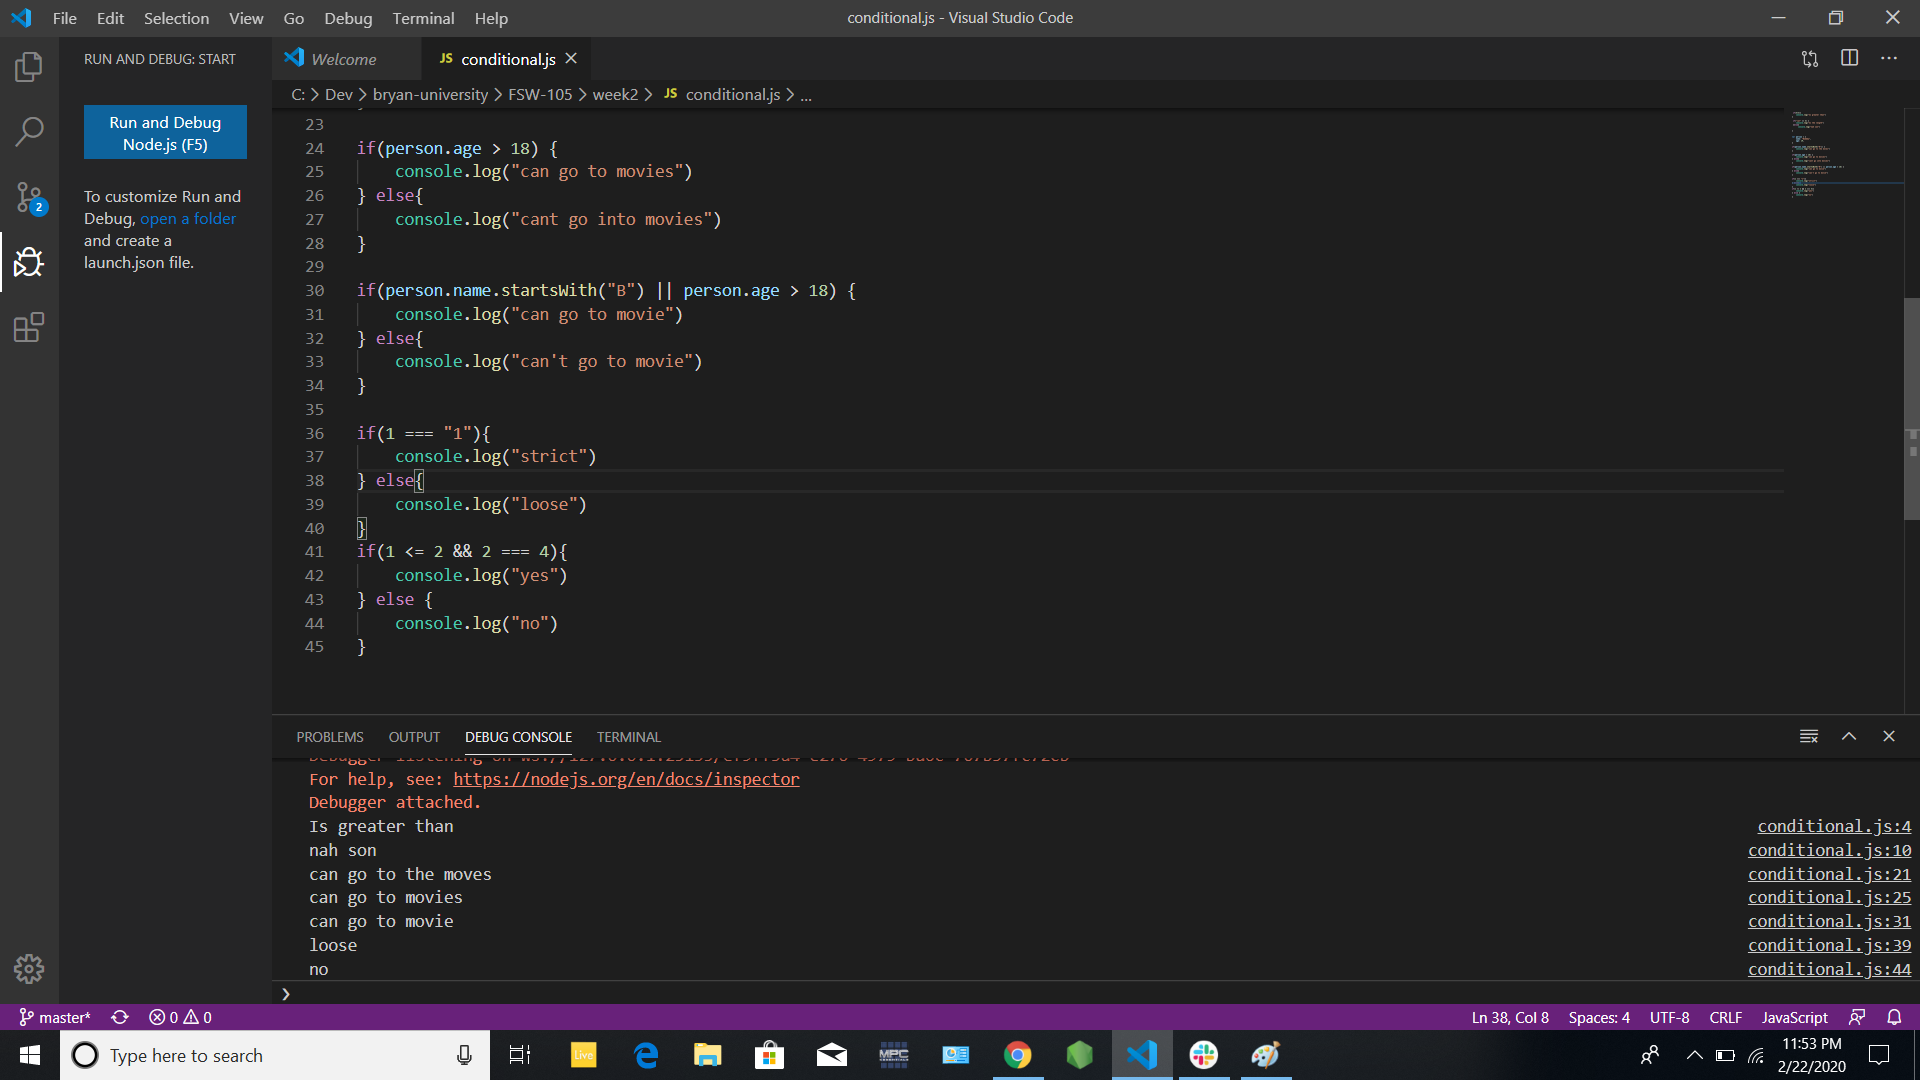 File Edit Selection View Go Debug Terminal Help
conditional.js - Visual Studio Code
RUN AND DEBUG: START
Run and Debug
Node.js (F5)
To customize Run and
Debug, open a folder
and create a
launch.json file.
2
Welcome
JS conditional.js
C: > Dev > bryan-university > FSW-105 > week2 > JS conditional.js > ...
23
24 if(person.age > 18) {
25 console.log("can go to movies")
26 } else{
27 console.log("cant go into movies")
28 }
29
30 if(person.name.startsWith("B") || person.age > 18) {
31 console.log("can go to movie")
32 } else{
33 console.log("can't go to movie")
34 }
35
36 if(1 === "1"){
37 console.log("strict")
38 } else{
39 console.log("loose")
40 }
41 if(1 <= 2 && 2 === 4){
42 console.log("yes")
43 } else {
44 console.log("no")
45 }
PROBLEMS OUTPUT DEBUG CONSOLE TERMINAL
For help, see: https://nodejs.org/en/docs/inspector
Debugger attached.
Is greater than conditional.js:4
nah son conditional.js:10
can go to the moves conditional.js:21
can go to movies conditional.js:25
can go to movie conditional.js:31
loose conditional.js:39
no conditional.js:44
master* 0 0 Ln 38, Col 8 Spaces: 4 UTF-8 CRLF JavaScript
Type here to search
Live
MPC
11:53 PM
2/22/2020